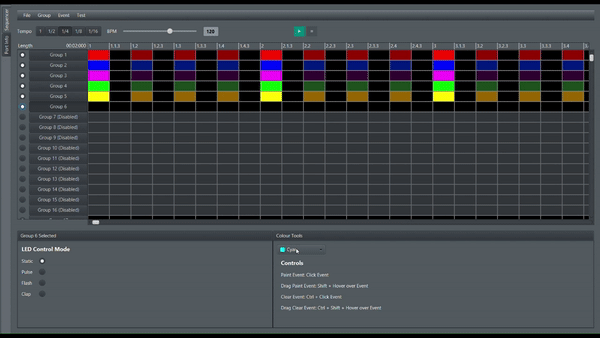 File Group Event Test
Sequencer
Port Info
Tempo 1 1/2 1/4 1/8 1/16 BPM 120
Length 00:02.000 1 1.1.3 1.2 1.2.3 1.3 1.3.3 1.4 1.4.3 2 2.1.3 2.2 2.2.3 2.3 2.3.3 2.4 2.4.3 3 3.1.3 3.2 3.2.3 3.3 3.3.3 3.4
Group 1
Group 2
Group 3
Group 4
Group 5
Group 6
Group 7 (Disabled)
Group 8 (Disabled)
Group 9 (Disabled)
Group 10 (Disabled)
Group 11 (Disabled)
Group 12 (Disabled)
Group 13 (Disabled)
Group 14 (Disabled)
Group 15 (Disabled)
Group 16 (Disabled)
Group 6 Selected
LED Control Mode
Static
Pulse
Flash
Clap
Colour Tools
Cyan
Controls
Paint Event: Click Event
Drag Paint Event: Shift + Hover over Event
Clear Event: Ctrl + Click Event
Drag Clear Event: Ctrl + Shift + Hover over Event